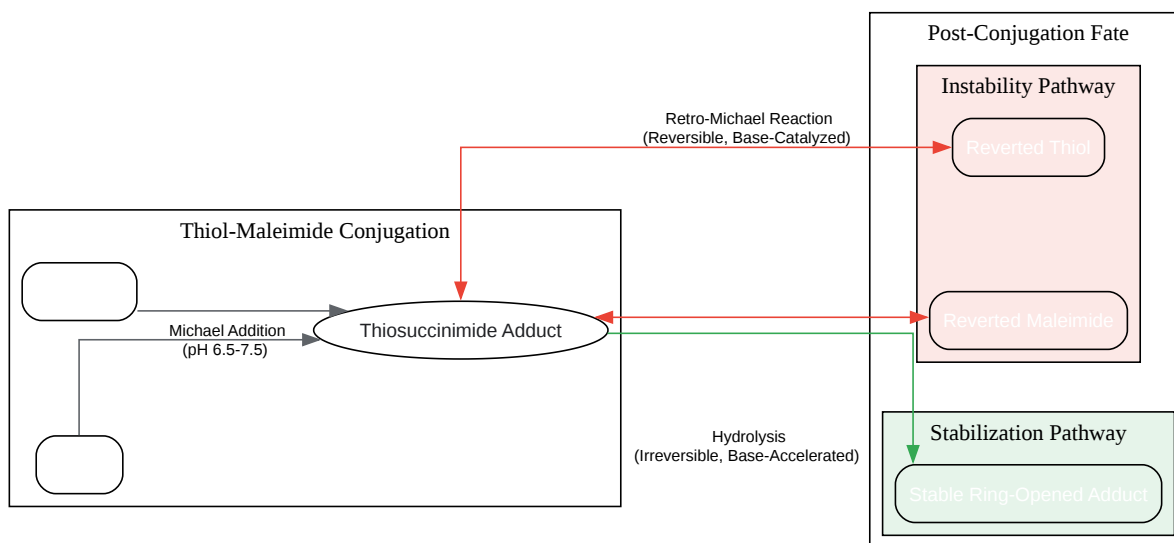 Post-Conjugation Fate
Instability Pathway
Retro-Michael Reaction
(Reversible, Base-Catalyzed)
Reverted Thiol
Thiol-Maleimide Conjugation
Michael Addition
(pH 6.5-7.5)
Thiosuccinimide Adduct
Reverted Maleimide
Hydrolysis
(Irreversible, Base-Accelerated)
Stabilization Pathway
Stable Ring-Opened Adduct